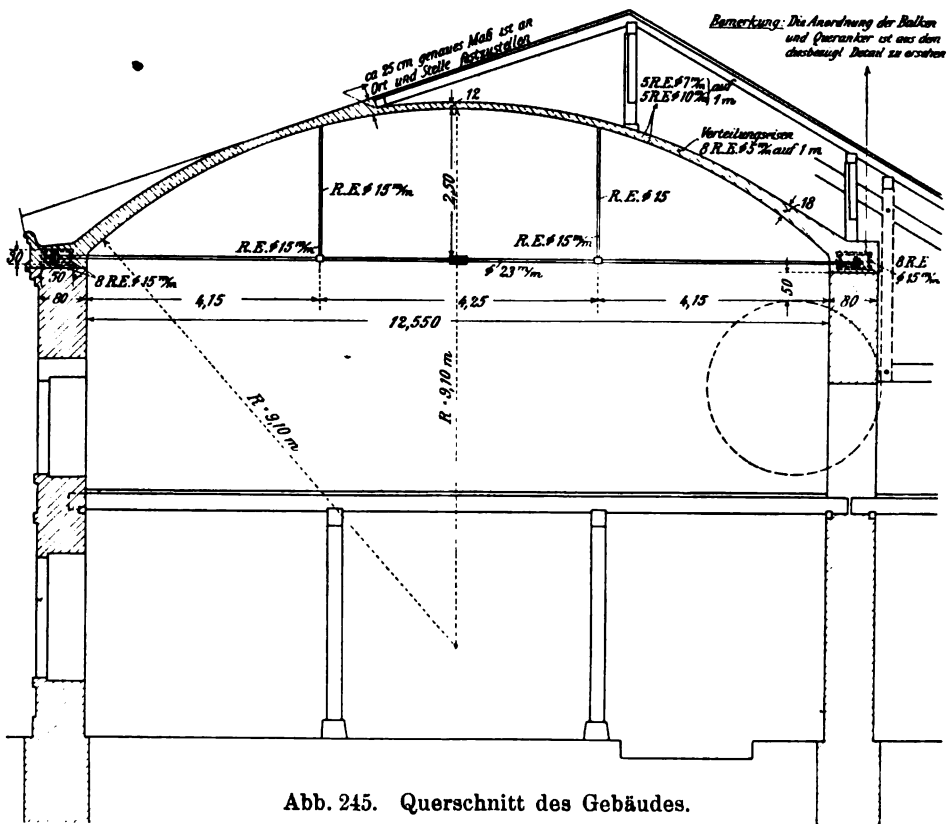 Bemerkung: Die Anordnung der Balken
und Queranker ist aus dem
diesbezügl. Detail zu ersehen
ca 25 cm genaues Maß ist an
Ort und Stelle festzustellen
12
5 R.E. ⌀ 7 m/m } auf
5 R.E. ⌀ 10 m/m } 1 m
Verteilungseisen
8 R.E. ⌀ 5 m/m auf 1 m
R.E. ⌀ 15 m/m
2,50
R.E. ⌀ 15
18
R.E. ⌀ 15 m/m
R.E. ⌀ 15 m/m
30
50
8 R.E. ⌀ 15 m/m
⌀ 23 m/m
50
8 R.E.
⌀ 15 m/m
80
4,15
4,25
4,15
80
12,550
R = 9,10 m
R = 9,10 m
Abb. 245. Querschnitt des Gebäudes.